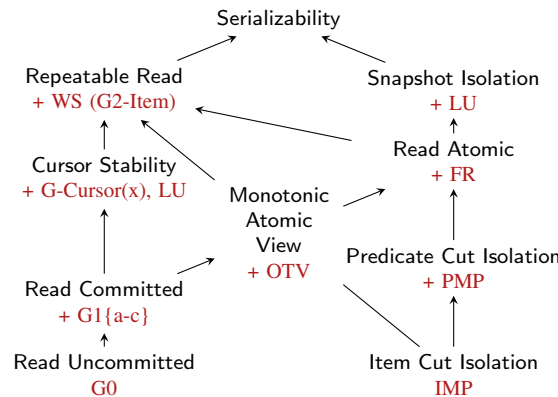 Serializability
Repeatable Read
+ WS (G2-Item)
Snapshot Isolation
+ LU
Cursor Stability
+ G-Cursor(x), LU
Read Atomic
+ FR
Monotonic
Atomic
View
+ OTV
Predicate Cut Isolation
+ PMP
Read Committed
+ G1{a-c}
Read Uncommitted
G0
Item Cut Isolation
IMP